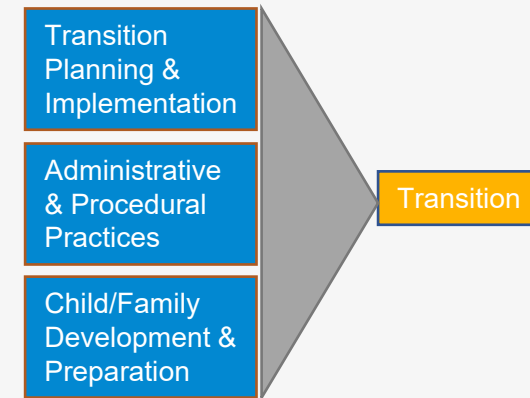 Transition
Planning &
Implementation
Administrative
& Procedural
Practices
Child/Family
Development &
Preparation
Transition